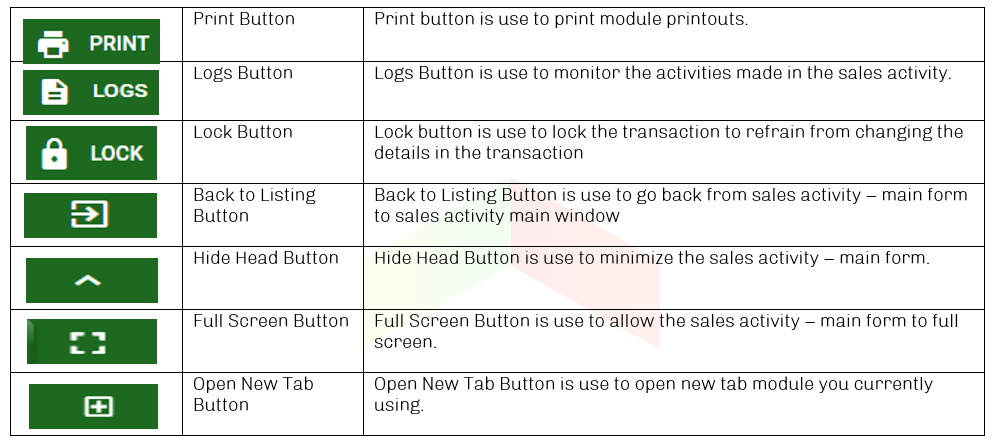 PRINT
Print Button
Print button is use to print module printouts.
LOGS
Logs Button
Logs Button is use to monitor the activities made in the sales activity.
LOCK
Lock Button
Lock button is use to lock the transaction to refrain from changing the
details in the transaction
Back to Listing
Button
Back to Listing Button is use to go back from sales activity – main form
to sales activity main window
Hide Head Button
Hide Head Button is use to minimize the sales activity – main form.
Full Screen Button
Full Screen Button is use to allow the sales activity – main form to full
screen.
Open New Tab
Button
Open New Tab Button is use to open new tab module you currently
using.